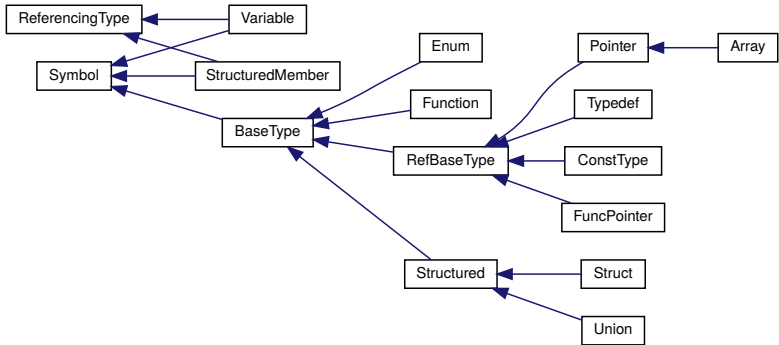 ReferencingType
Variable
Symbol
StructuredMember
Enum
Pointer
Array
Function
Typedef
BaseType
RefBaseType
ConstType
FuncPointer
Structured
Struct
Union